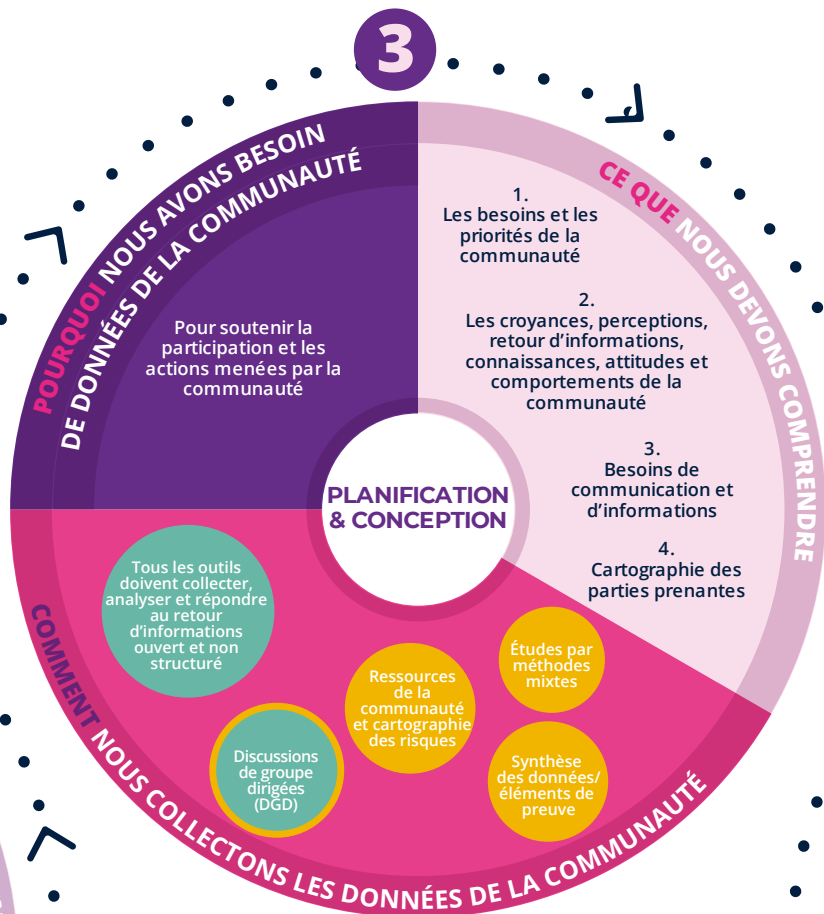 3
POURQUOI NOUS AVONS BESOIN
DE DONNÉES DE LA COMMUNAUTÉ
Pour soutenir la
participation et les
actions menées par la
communauté
CE QUE NOUS DEVONS COMPRENDRE
1.
Les besoins et les
priorités de la
communauté
2.
Les croyances, perceptions,
retour d’informations,
connaissances, attitudes et
comportements de la
communauté
3.
Besoins de
communication et
d’informations
4.
Cartographie des
parties prenantes
PLANIFICATION
& CONCEPTION
COMMENT NOUS COLLECTONS LES DONNÉES DE LA COMMUNAUTÉ
Tous les outils
doivent collecter,
analyser et répondre
au retour
d’informations
ouvert et non
structuré
Discussions
de groupe
dirigées
(DGD)
Ressources
de la
communauté
et cartographie
des risques
Études par
méthodes
mixtes
Synthèse
des données/
éléments de
preuve